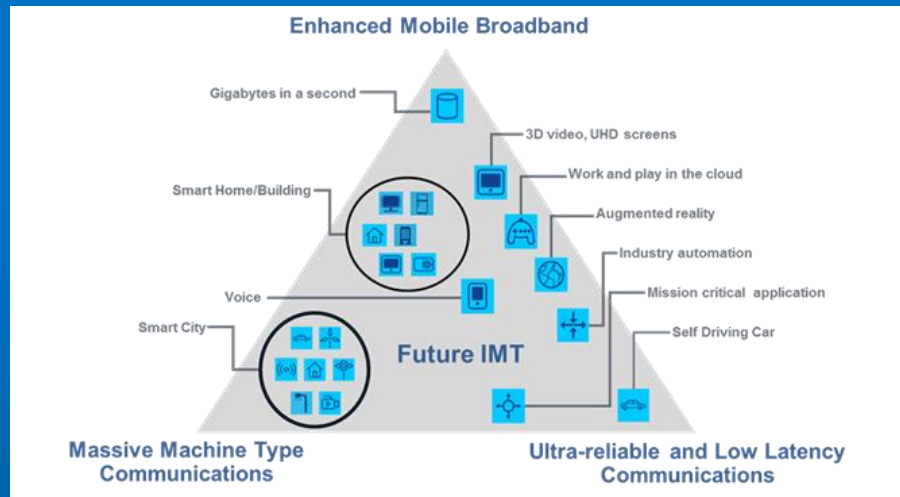 Enhanced Mobile Broadband
Gigabytes in a second
3D video, UHD screens
Work and play in the cloud
Smart Home/Building
Augmented reality
Industry automation
Voice
Mission critical application
Smart City
Self Driving Car
Future IMT
Massive Machine Type
Communications
Ultra-reliable and Low Latency
Communications